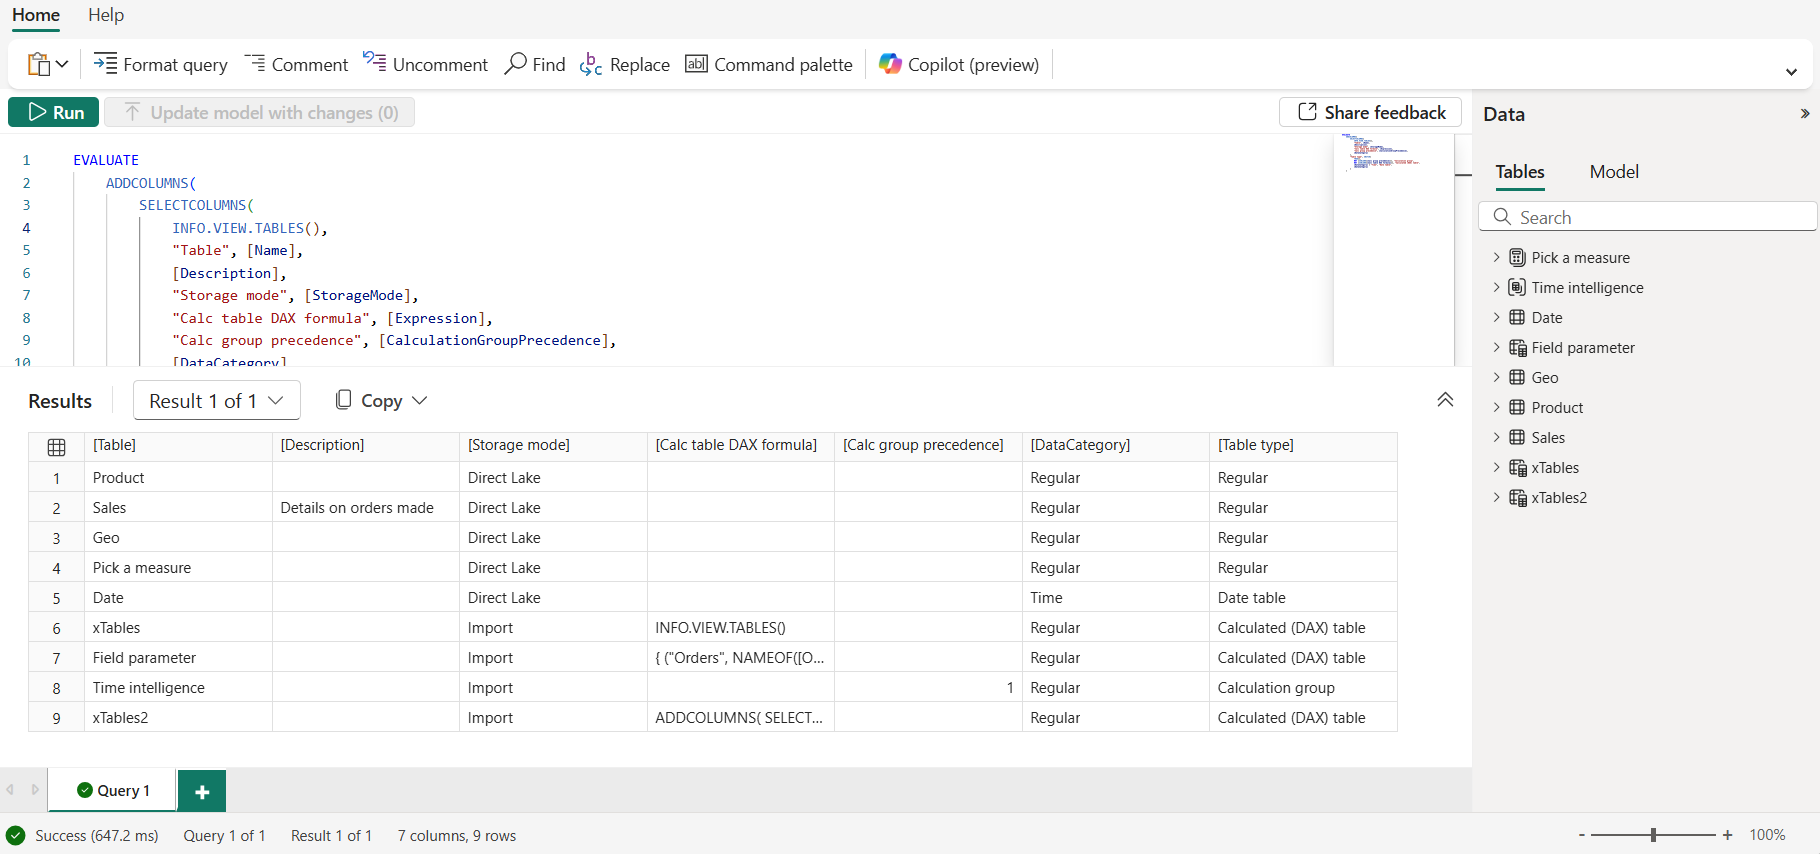 Home Help
Format query Comment Uncomment Find Replace Command palette Copilot (preview)
Run Update model with changes (0) Share feedback
1 EVALUATE
2 ADDCOLUMNS(
3 SELECTCOLUMNS(
4 INFO.VIEW.TABLES(),
5 "Table", [Name],
6 [Description],
7 "Storage mode", [StorageMode],
8 "Calc table DAX formula", [Expression],
9 "Calc group precedence", [CalculationGroupPrecedence],
10 [DataCategory]
Results Result 1 of 1 Copy
[Table] [Description] [Storage mode] [Calc table DAX formula] [Calc group precedence] [DataCategory] [Table type]
1 Product Direct Lake Regular Regular
2 Sales Details on orders made Direct Lake Regular Regular
3 Geo Direct Lake Regular Regular
4 Pick a measure Direct Lake Regular Regular
5 Date Direct Lake Time Date table
6 xTables Import INFO.VIEW.TABLES() Regular Calculated (DAX) table
7 Field parameter Import { ("Orders", NAMEOF([O... Regular Calculated (DAX) table
8 Time intelligence Import 1 Regular Calculation group
9 xTables2 Import ADDCOLUMNS( SELECT... Regular Calculated (DAX) table
Query 1 +
Success (647.2 ms) Query 1 of 1 Result 1 of 1 7 columns, 9 rows
Data
Tables Model
Search
Pick a measure
Time intelligence
Date
Field parameter
Geo
Product
Sales
xTables
xTables2
- + 100%